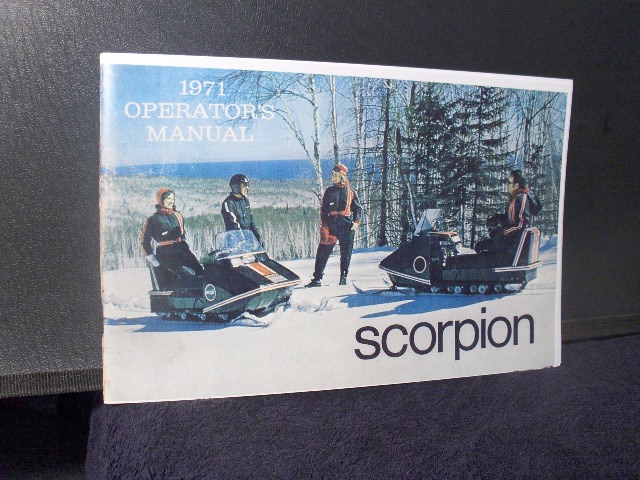 1971
OPERATOR'S
MANUAL
scorpion